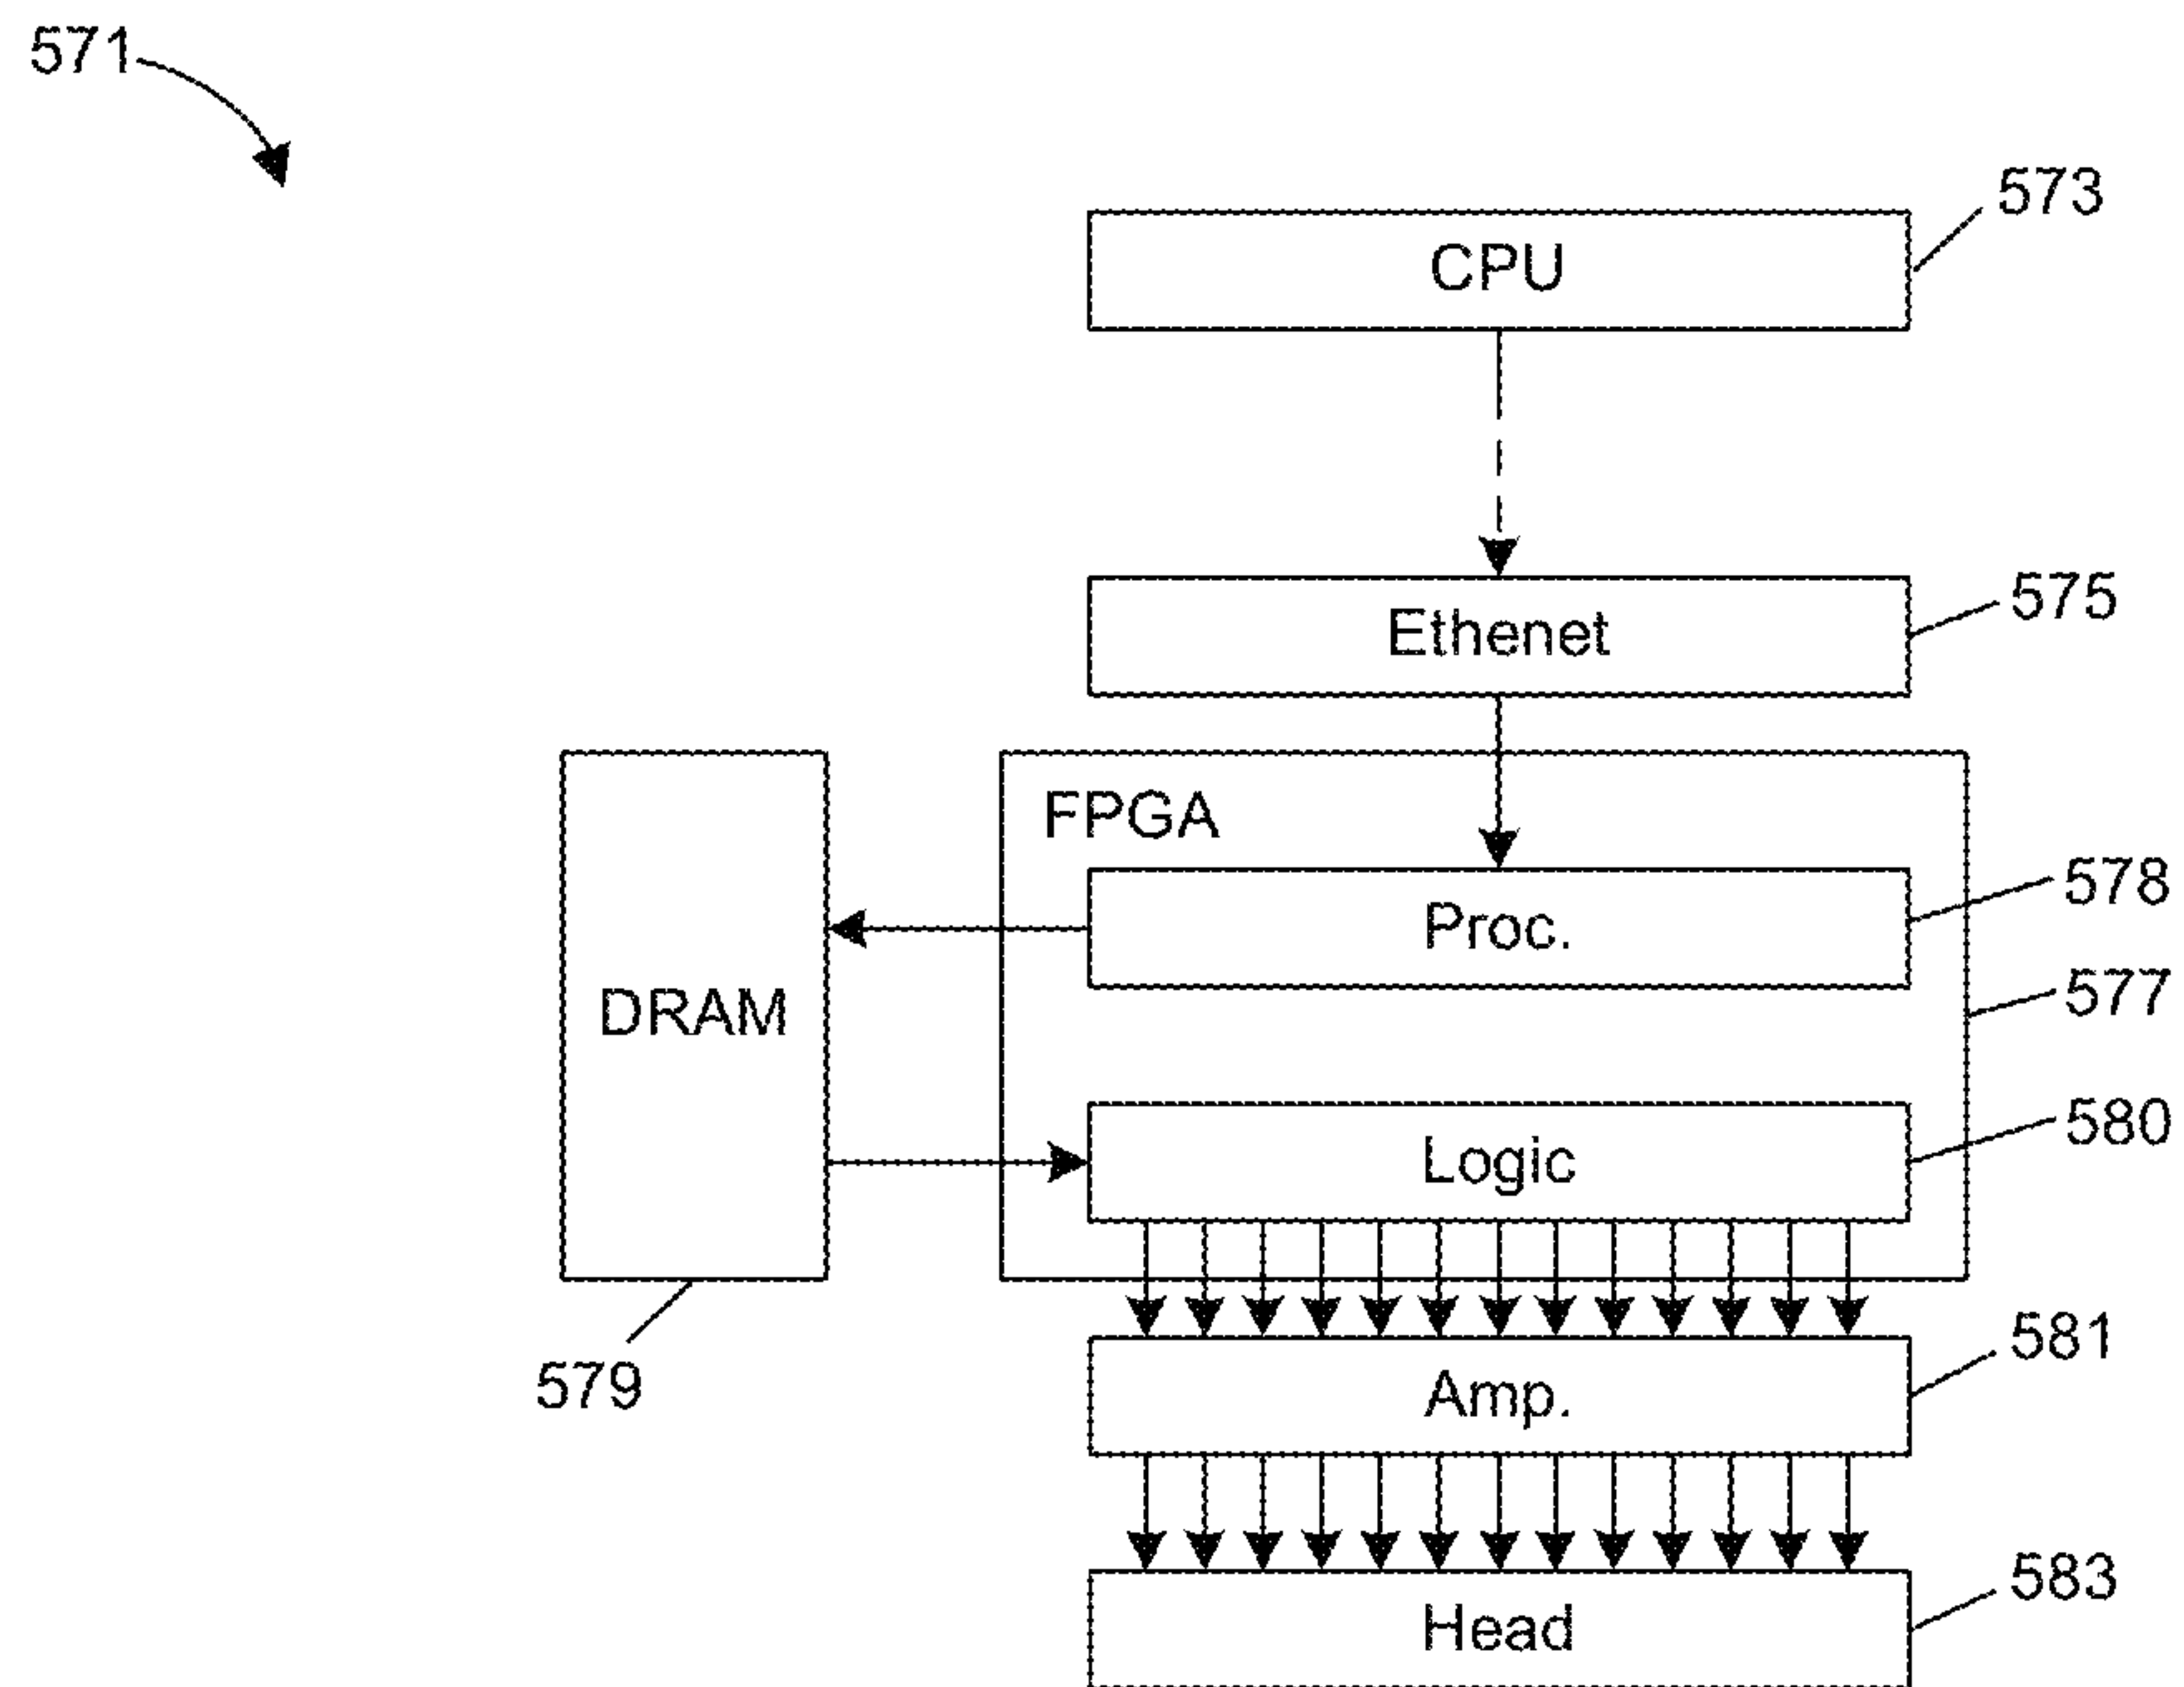 571
573
CPU
575
Ethenet
FPGA
578
Proc.
577
DRAM
580
Logic
581
579
Amp.
583
Head